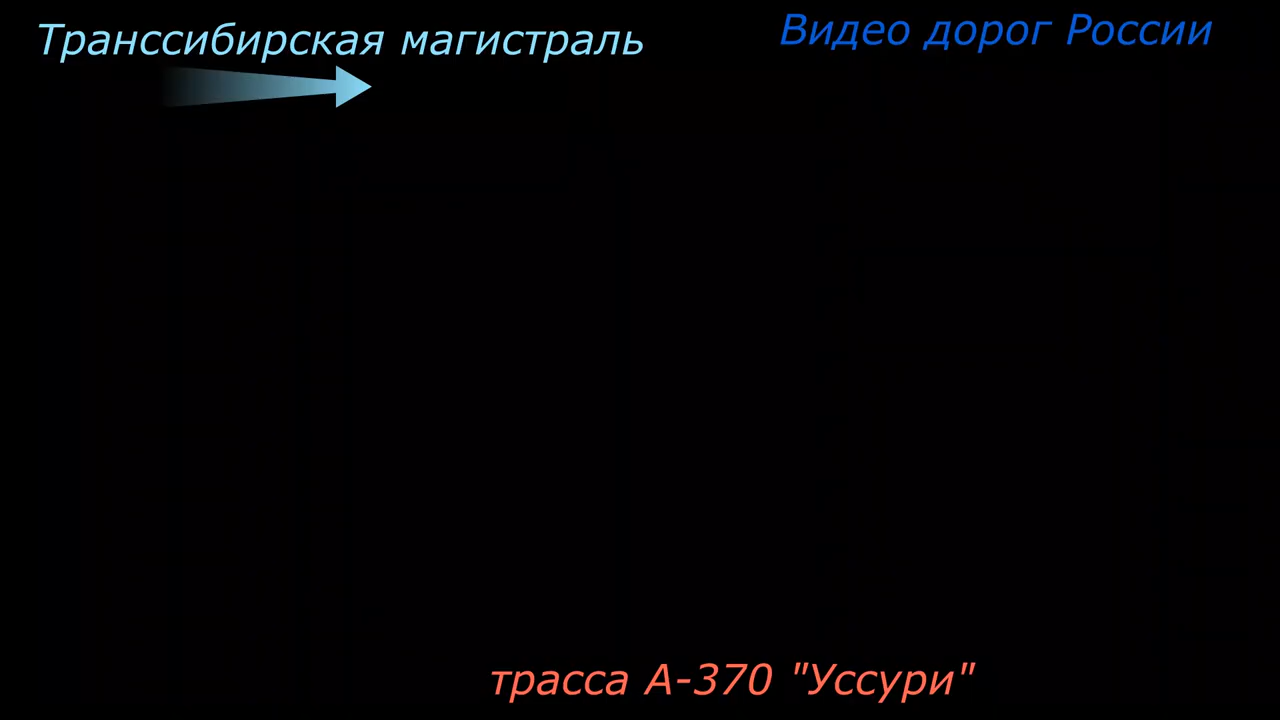 Транссибирская магистраль
Видео дорог России
трасса А-370 "Уссури"